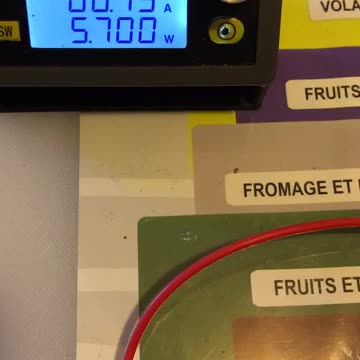 VOLA
A
SW
5.700 W
FRUITS
FROMAGE ET
FRUITS ET